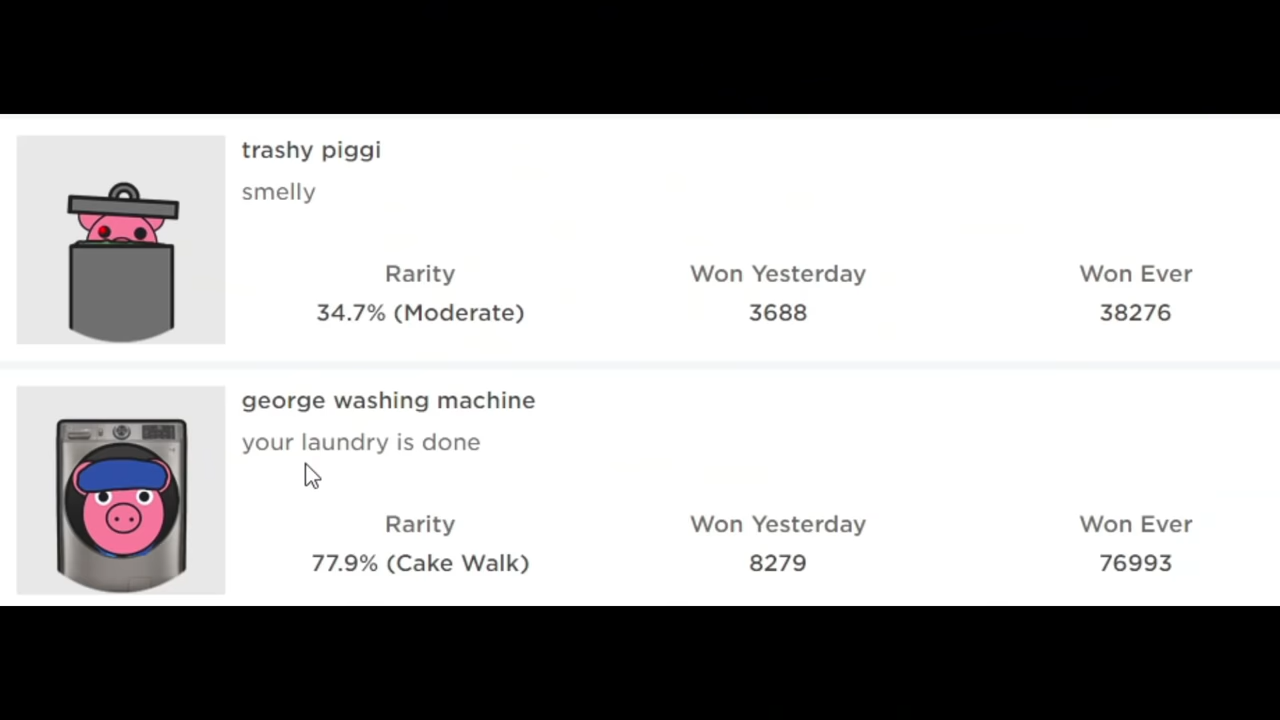 trashy piggi
smelly
Rarity Won Yesterday Won Ever
34.7% (Moderate) 3688 38276
george washing machine
your laundry is done
Rarity Won Yesterday Won Ever
77.9% (Cake Walk) 8279 76993